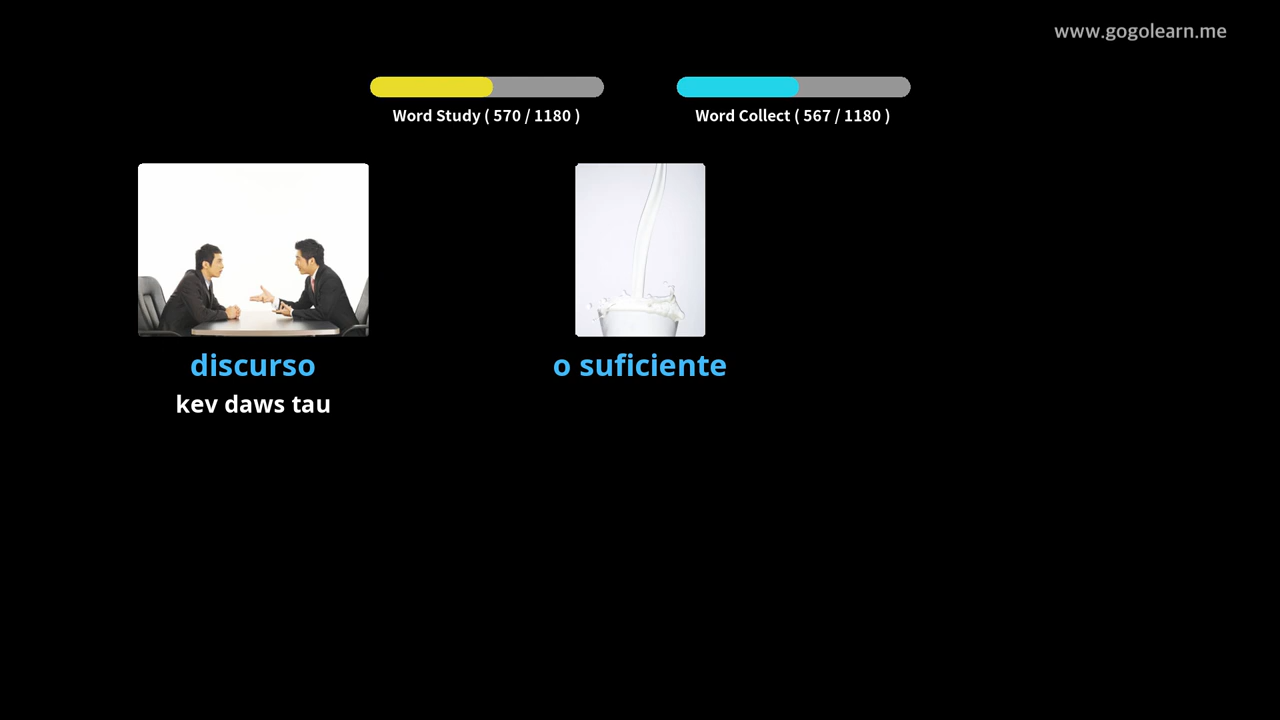 www.gogolearn.me
Word Study ( 570 / 1180 )
Word Collect ( 567 / 1180 )
discurso
kev daws tau
o suficiente